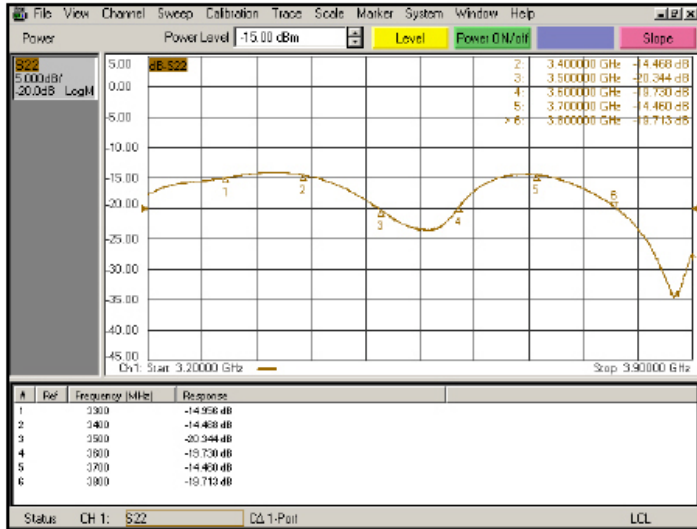 File View Channel Sweep Calibration Trace Scale Marker System Window Help
Power Power Level -15.00 dBm Level Power ON/off Slope
S22
5.000dB/
-20.0dB LogM
dB-S22
5.00
0.00
-5.00
-10.00
-15.00
-20.00
-25.00
-30.00
-35.00
-40.00
-45.00
2: 3.400000 GHz -14.468 dB
3: 3.500000 GHz -20.344 dB
4: 3.600000 GHz -19.730 dB
5: 3.700000 GHz -14.460 dB
> 6: 3.800000 GHz -19.713 dB
1 2 3 4 5 6
Ch1: Start 3.20000 GHz Stop 3.90000 GHz
# Ref Frequency (MHz) Response
1 3300 -14.956 dB
2 3400 -14.468 dB
3 3500 -20.344 dB
4 3600 -19.730 dB
5 3700 -14.460 dB
6 3800 -19.713 dB
Status CH 1: S22 CΔ 1-Port LCL